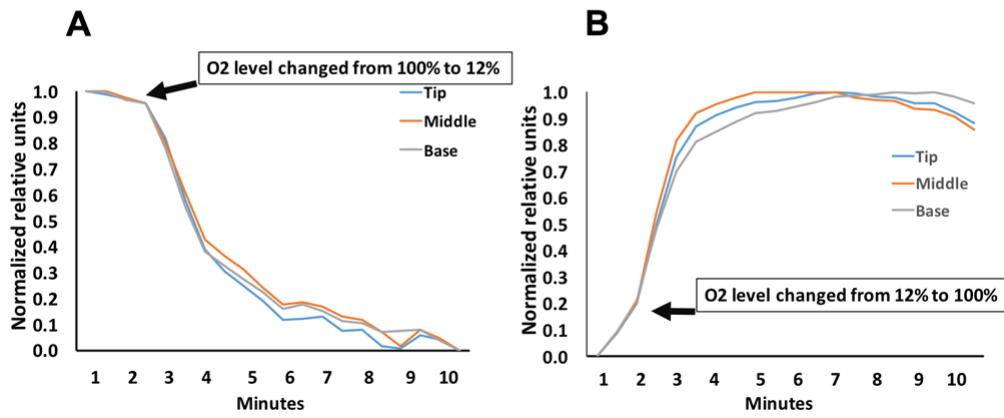 A
O2 level changed from 100% to 12%
Tip
Middle
Base
Normalized relative units
1.0
0.9
0.8
0.7
0.6
0.5
0.4
0.3
0.2
0.1
0.0
1 2 3 4 5 6 7 8 9 10
Minutes
B
Normalized relative units
1.0
0.9
0.8
0.7
0.6
0.5
0.4
0.3
0.2
0.1
0.0
Tip
Middle
Base
O2 level changed from 12% to 100%
1 2 3 4 5 6 7 8 9 10
Minutes